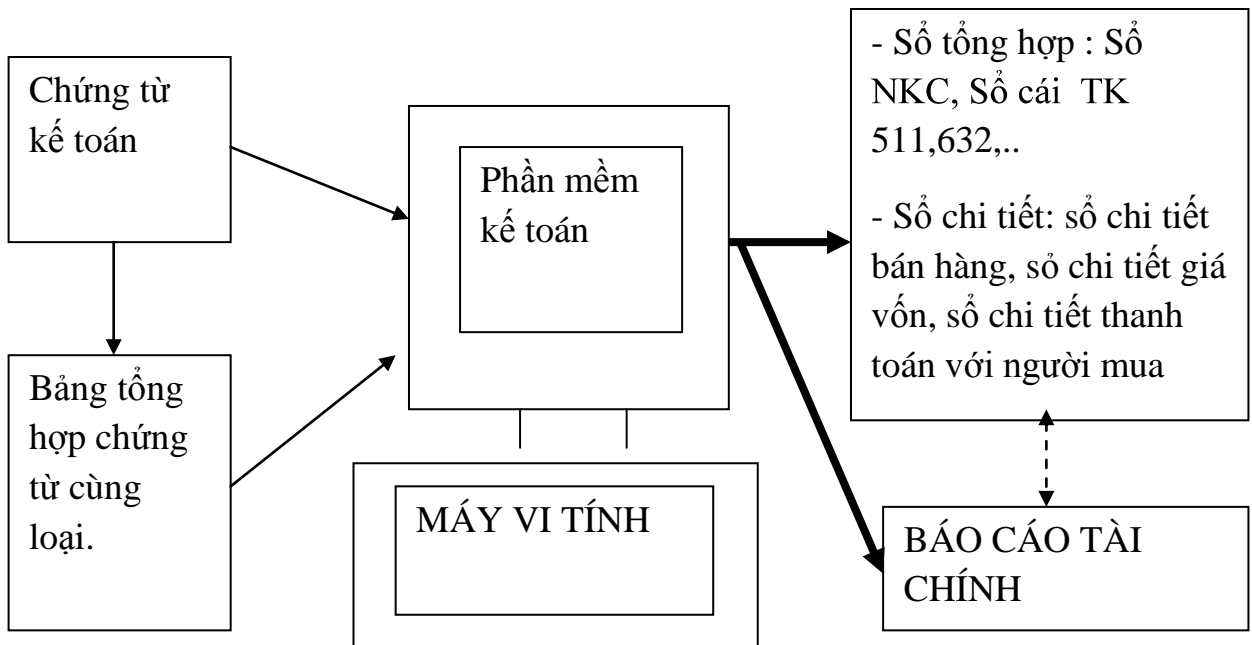 Chứng từ
kế toán
Bảng tổng
hợp chứng
từ cùng
loại.
Phần mềm
kế toán
MÁY VI TÍNH
- Sổ tổng hợp : Sổ
NKC, Sổ cái TK
511,632,..
- Sổ chi tiết: sổ chi tiết
bán hàng, sỏ chi tiết giá
vốn, sổ chi tiết thanh
toán với người mua
BÁO CÁO TÀI
CHÍNH